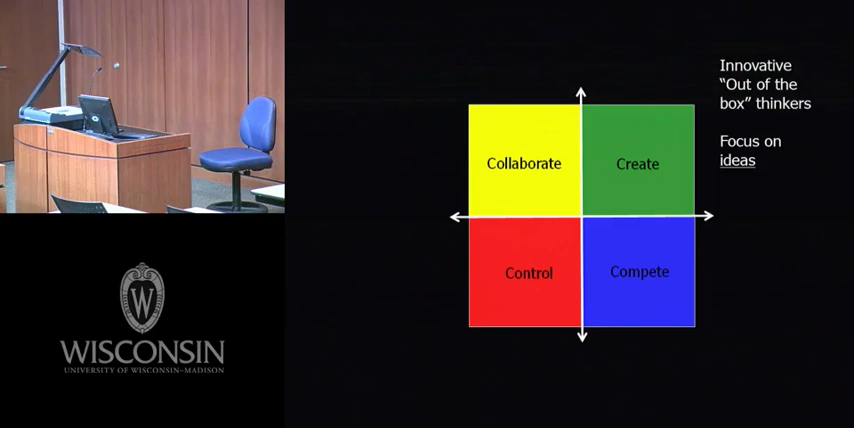 Innovative
“Out of the
box” thinkers
Focus on
ideas
Collaborate
Create
Control
Compete
W
WISCONSIN
UNIVERSITY OF WISCONSIN–MADISON